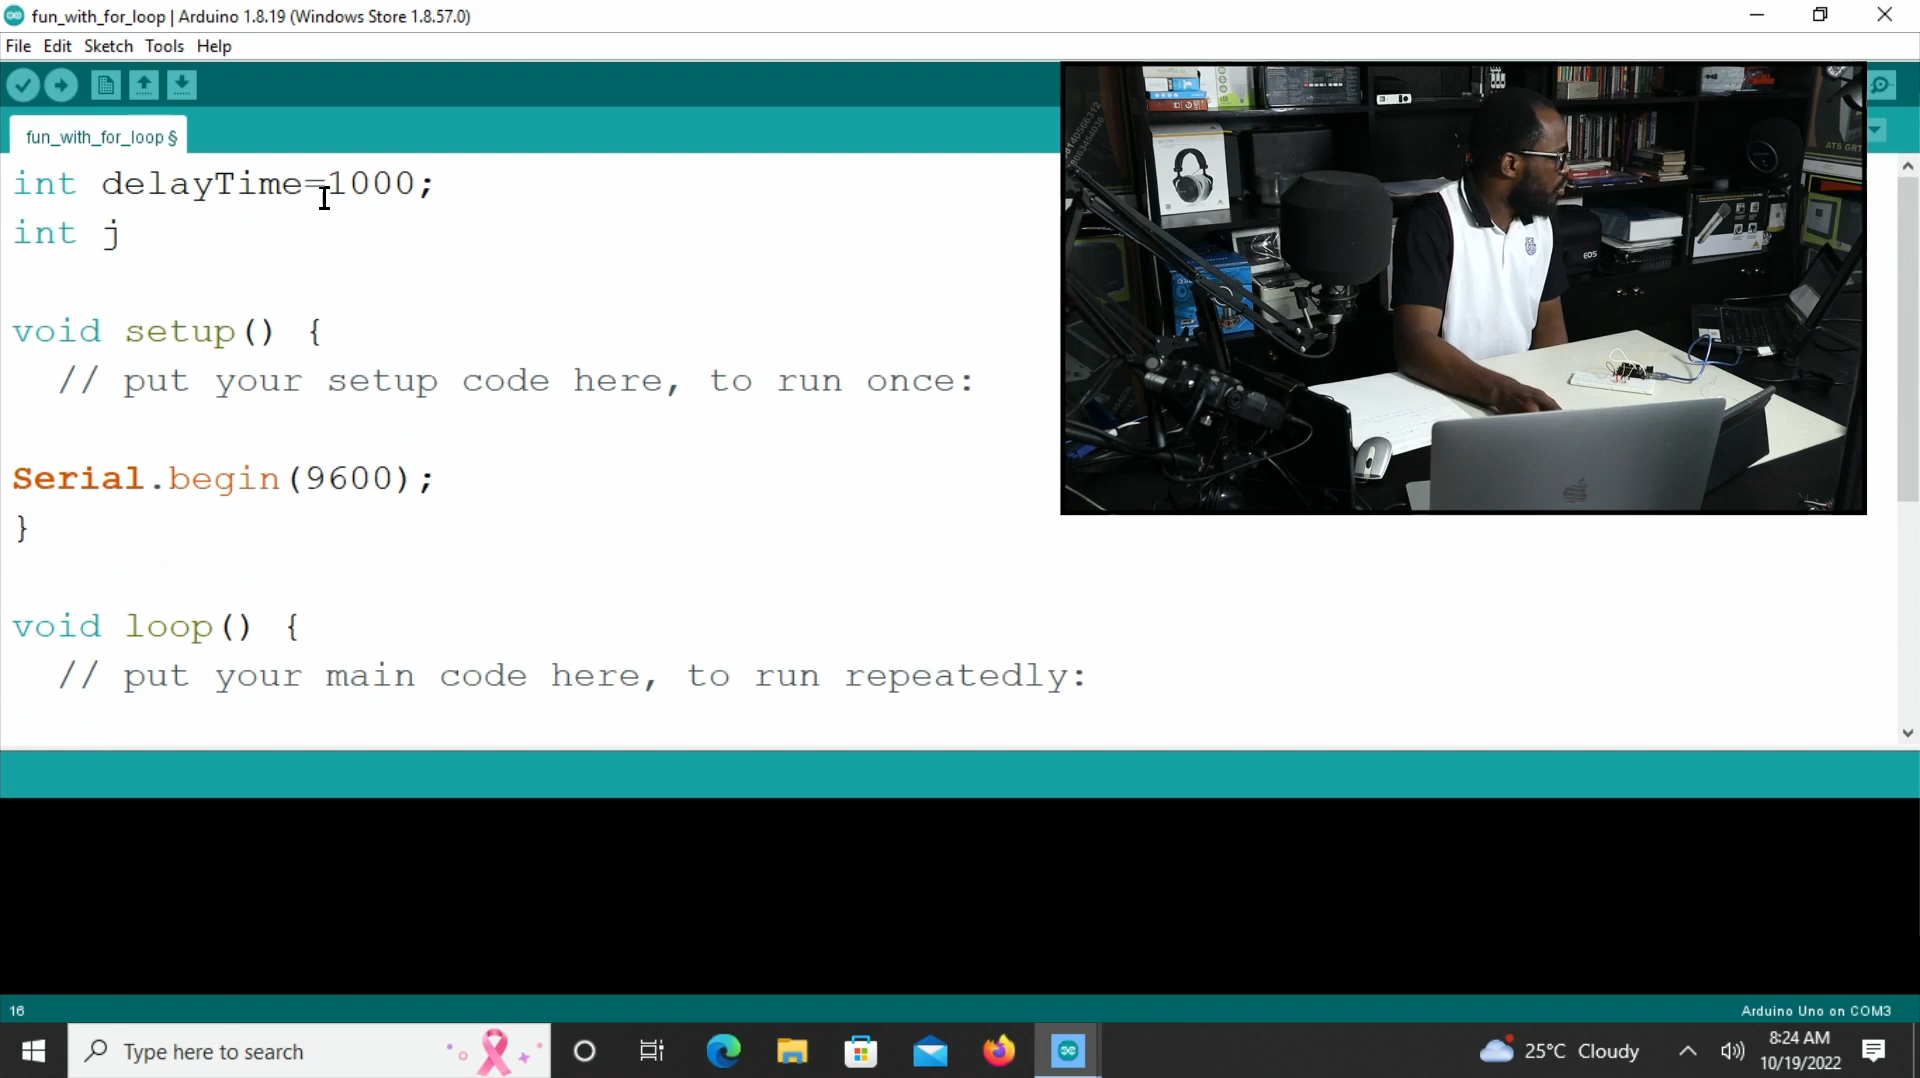 fun_with_for_loop | Arduino 1.8.19 (Windows Store 1.8.57.0)
File Edit Sketch Tools Help
fun_with_for_loop §
int delayTime=1000;
int j
void setup() {
// put your setup code here, to run once:
Serial.begin(9600);
}
void loop() {
// put your main code here, to run repeatedly:
EOS
ATS GRT
16
Arduino Uno on COM3
Type here to search
25°C Cloudy
8:24 AM
10/19/2022